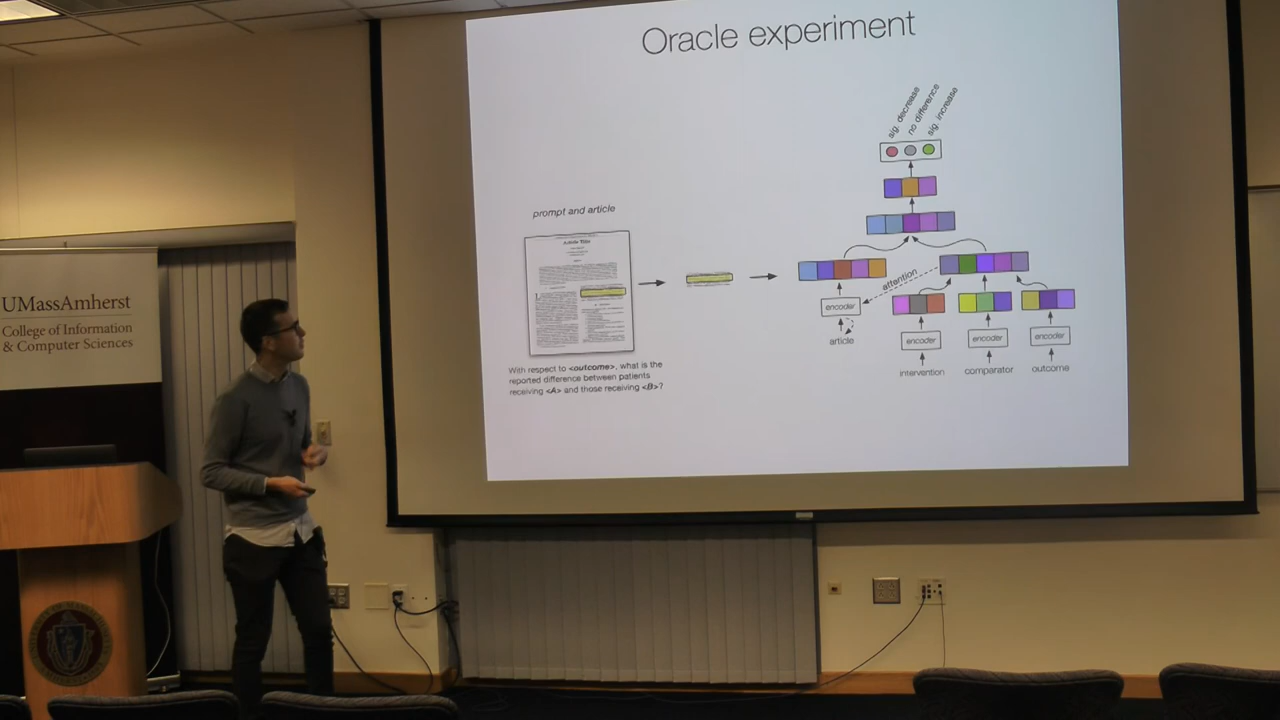 Oracle experiment
sig. decrease
no difference
sig. increase
prompt and article
Article Title
attention
encoder
article
encoder
encoder
encoder
intervention
comparator
outcome
With respect to <outcome>, what is the
reported difference between patients
receiving <A> and those receiving <B>?
UMassAmherst
College of Information
& Computer Sciences